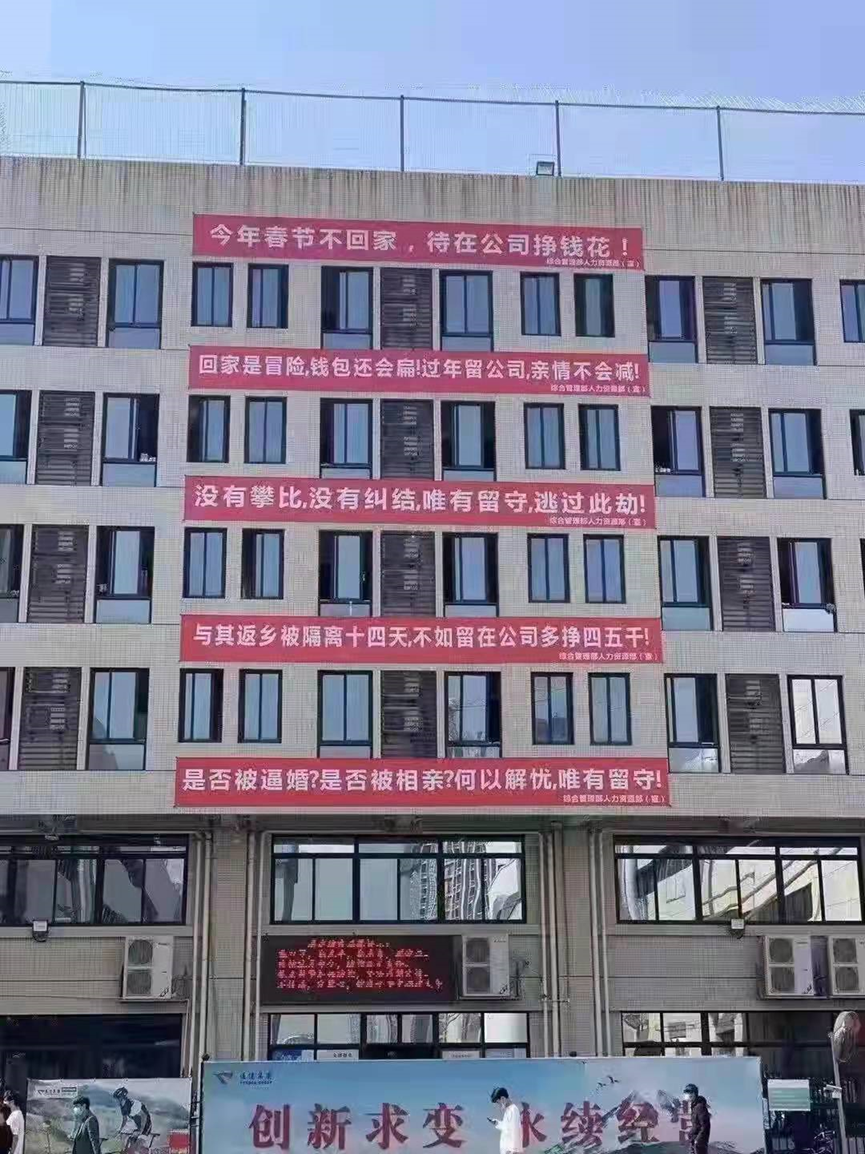 今年春节不回家，待在公司挣钱花！
综合管理部人力资源部（宣）
回家是冒险,钱包还会扁!过年留公司,亲情不会减!
综合管理部人力资源部（宣）
没有攀比,没有纠结,唯有留守,逃过此劫!
综合管理部人力资源部（宣）
与其返乡被隔离十四天,不如留在公司多挣四五千!
综合管理部人力资源部（宣）
是否被逼婚?是否被相亲?何以解忧,唯有留守!
综合管理部人力资源部（宣）
创新求变 永续经营